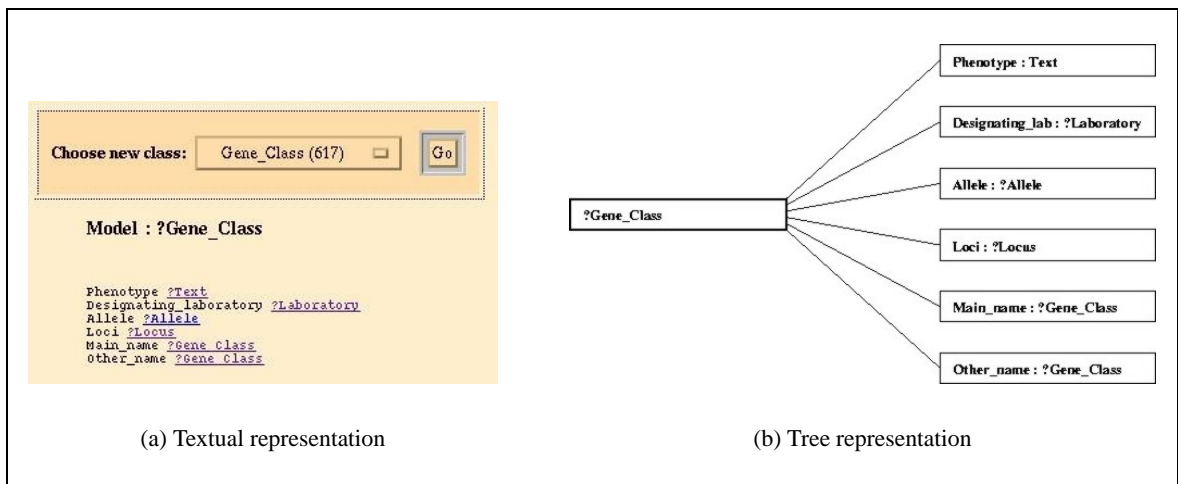 Choose new class: Gene_Class (617) Go
Model : ?Gene_Class
Phenotype ?Text
Designating_laboratory ?Laboratory
Allele ?Allele
Loci ?Locus
Main_name ?Gene_Class
Other_name ?Gene_Class
(a) Textual representation
?Gene_Class
Phenotype : Text
Designating_lab : ?Laboratory
Allele : ?Allele
Loci : ?Locus
Main_name : ?Gene_Class
Other_name : ?Gene_Class
(b) Tree representation